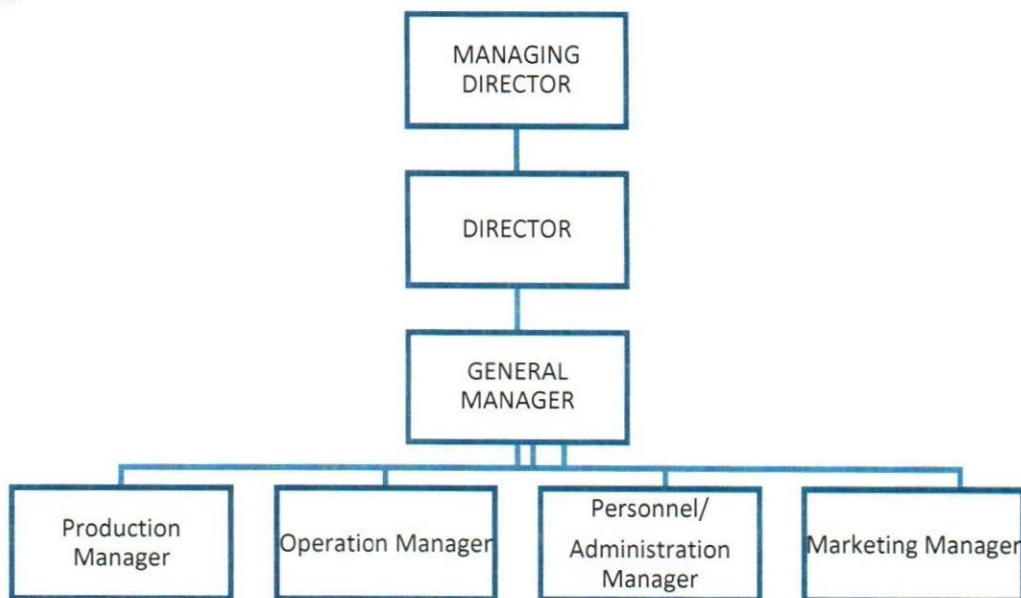 MANAGING
DIRECTOR
DIRECTOR
GENERAL
MANAGER
Production
Manager
Operation Manager
Personnel/
Administration
Manager
Marketing Manager